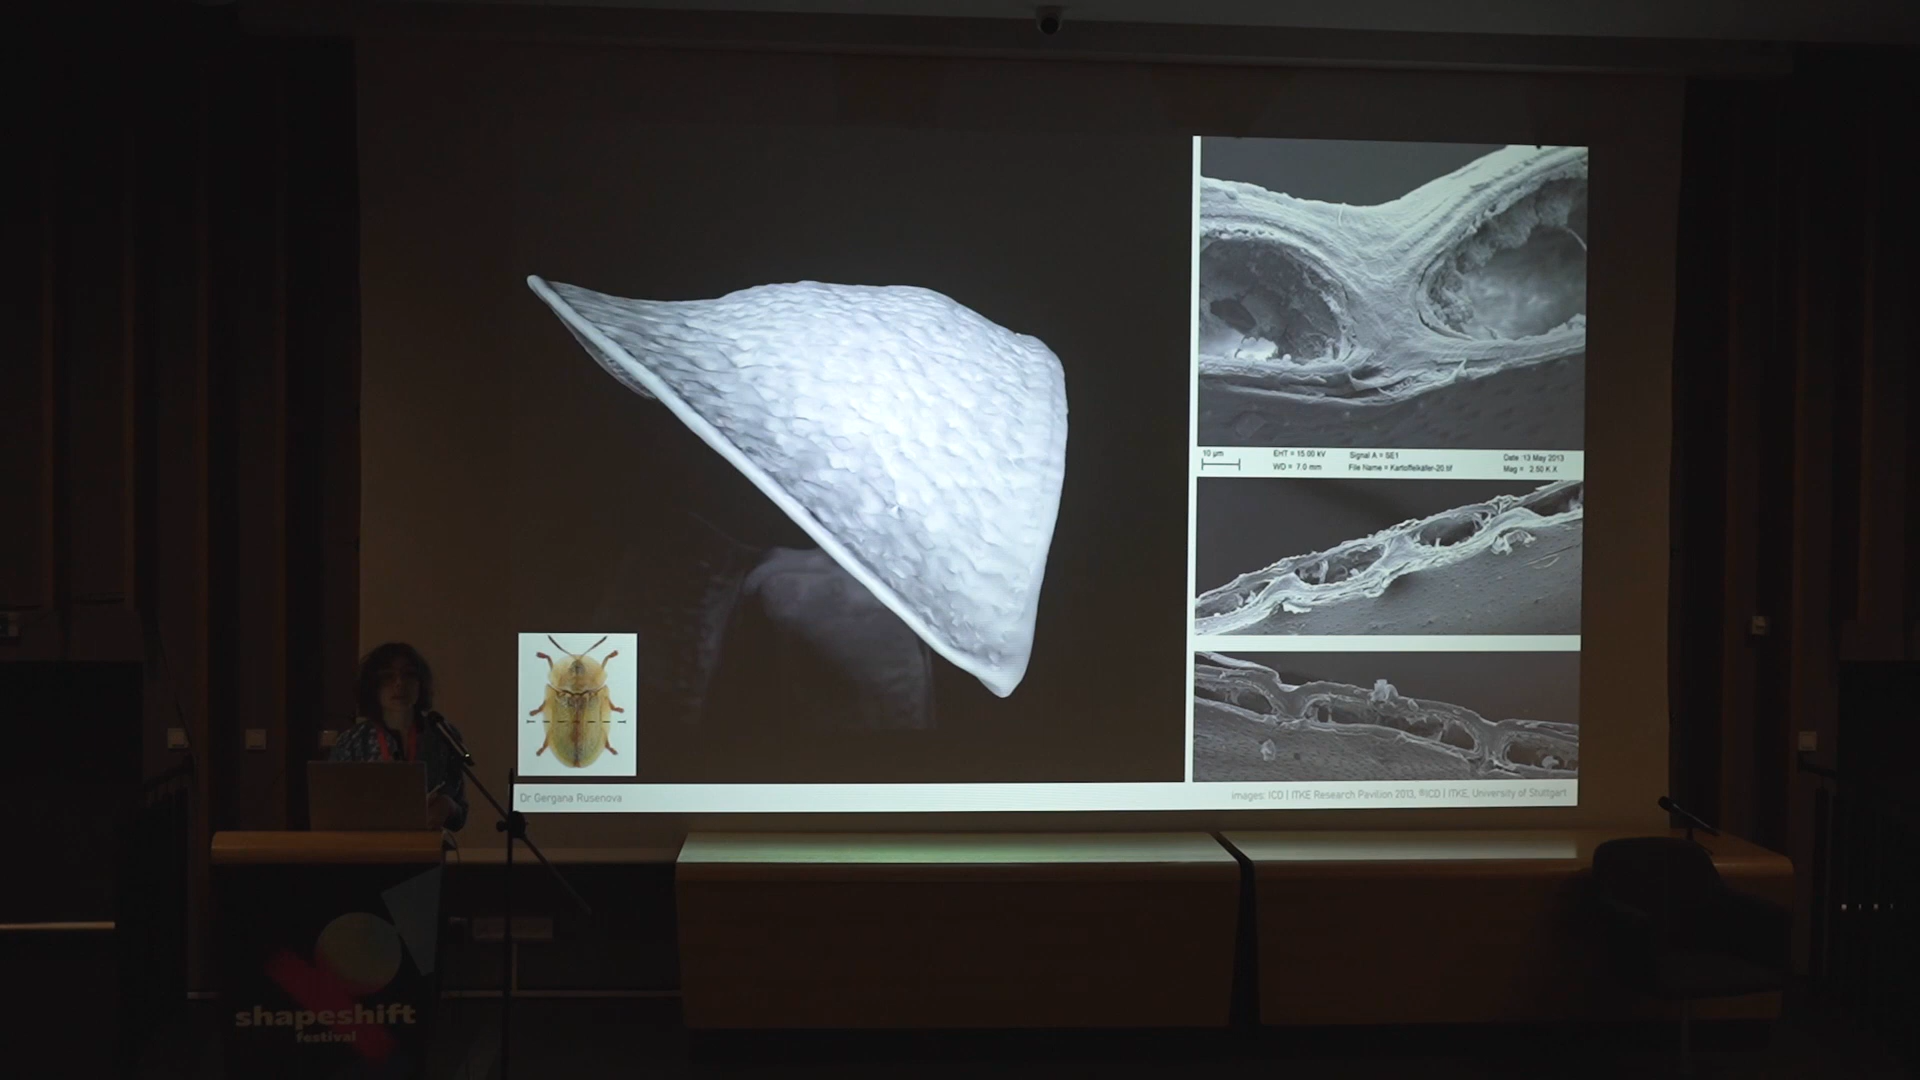 10 µm
EHT = 15.00 kV
Signal A = SE1
Date :13 May 2013
WD = 7.0 mm
File Name = Kartoffelkäfer-20.tif
Mag = 2.50 K X
Dr Gergana Rusenova
images: ICD | ITKE Research Pavilion 2013, ©ICD | ITKE, University of Stuttgart
shapeshift
festival